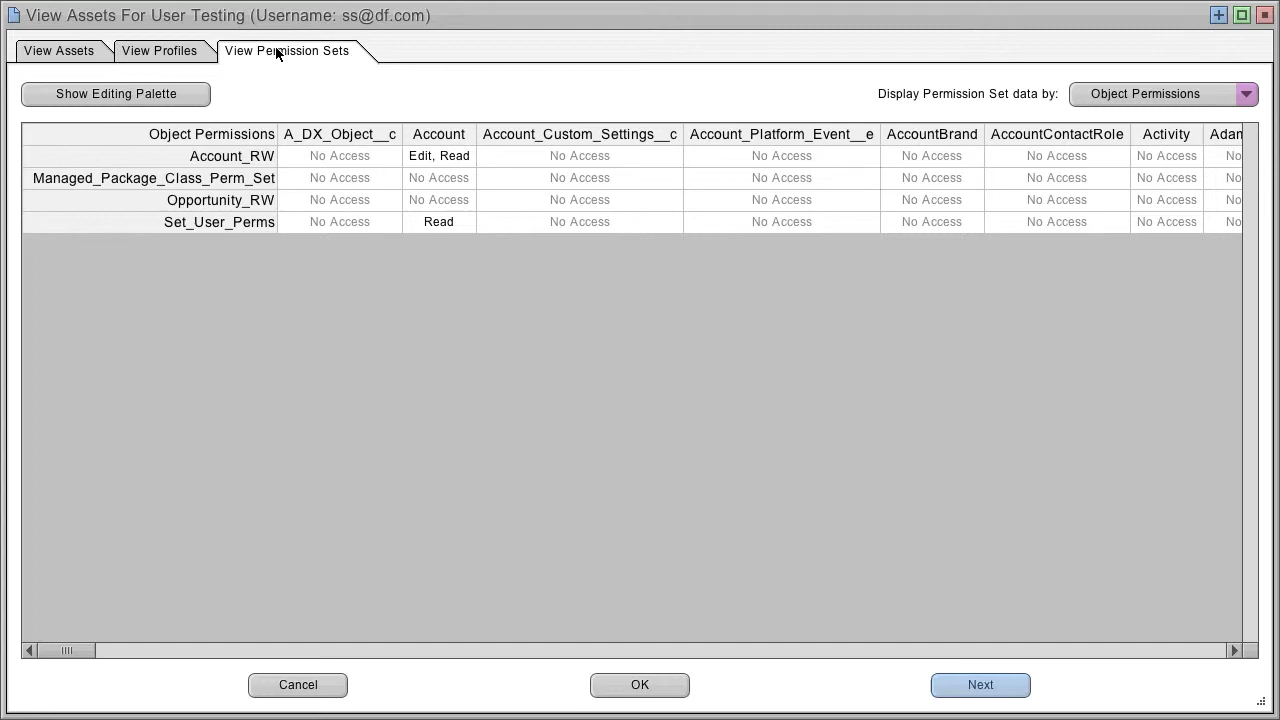 View Assets For User Testing (Username: ss@df.com)
View Assets View Profiles View Permission Sets
Show Editing Palette Display Permission Set data by: Object Permissions
Object Permissions A_DX_Object__c Account Account_Custom_Settings__c Account_Platform_Event__e AccountBrand AccountContactRole Activity Adam
Account_RW No Access Edit, Read No Access No Access No Access No Access No Access No
Managed_Package_Class_Perm_Set No Access No Access No Access No Access No Access No Access No Access No
Opportunity_RW No Access No Access No Access No Access No Access No Access No Access No
Set_User_Perms No Access Read No Access No Access No Access No Access No Access No
Cancel OK Next